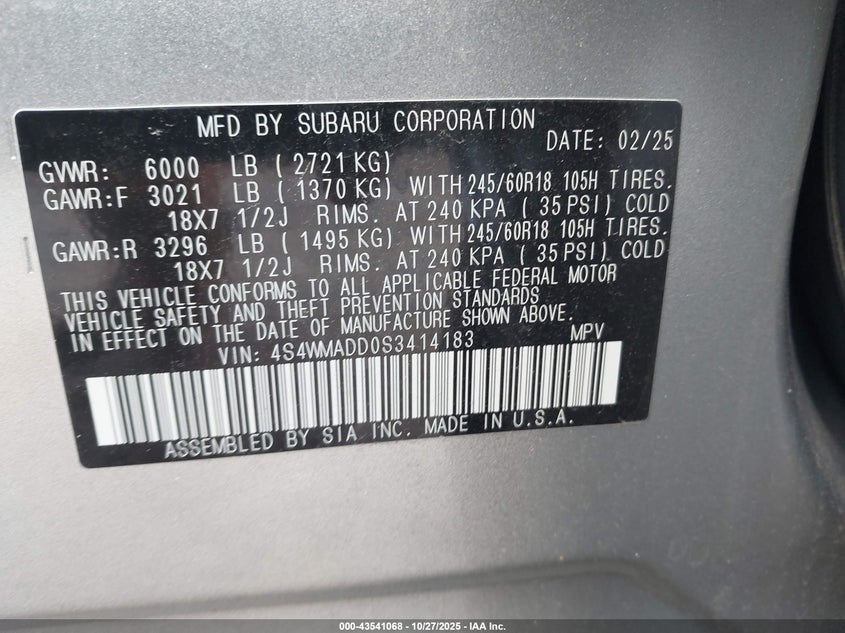 MFD BY SUBARU CORPORATION
DATE: 02/25
GVWR: 6000 LB ( 2721 KG)
GAWR:F 3021 LB ( 1370 KG) WITH 245/60R18 105H TIRES.
18X7 1/2J RIMS. AT 240 KPA ( 35 PSI) COLD
GAWR:R 3296 LB ( 1495 KG) WITH 245/60R18 105H TIRES.
18X7 1/2J RIMS. AT 240 KPA ( 35 PSI) COLD
THIS VEHICLE CONFORMS TO ALL APPLICABLE FEDERAL MOTOR
VEHICLE SAFETY AND THEFT PREVENTION STANDARDS
IN EFFECT ON THE DATE OF MANUFACTURE SHOWN ABOVE.
VIN: 4S4WMADD0S3414183 MPV
ASSEMBLED BY SIA INC. MADE IN U.S.A.
000-43541068 - 10/27/2025 - IAA Inc.